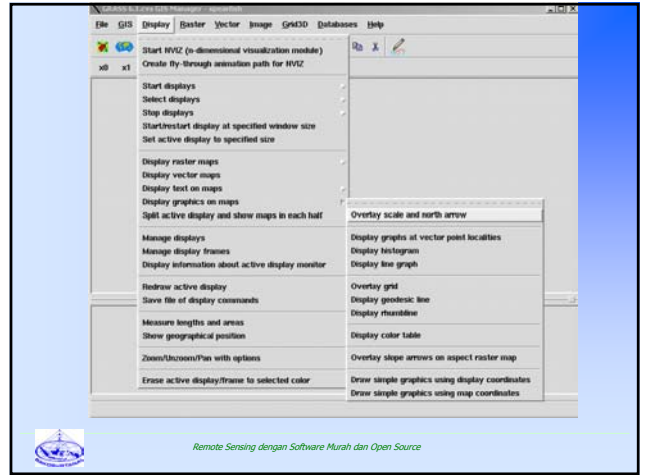 GRASS 6.1.cvs GIS Manager - spearfish
File GIS Display Raster Vector Image Grid3D Databases Help
x0 x1
Start NVIZ (n-dimensional visualization module)
Create fly-through animation path for NVIZ
Start displays
Select displays
Stop displays
Start/restart display at specified window size
Set active display to specified size
Display raster maps
Display vector maps
Display text on maps
Display graphics on maps
Split active display and show maps in each half
Manage displays
Manage display frames
Display information about active display monitor
Redraw active display
Save file of display commands
Measure lengths and areas
Show geographical position
Zoom/Unzoom/Pan with options
Erase active display/frame to selected color
Overlay scale and north arrow
Display graphs at vector point localities
Display histogram
Display line graph
Overlay grid
Display geodesic line
Display rhumbline
Display color table
Overlay slope arrows on aspect raster map
Draw simple graphics using display coordinates
Draw simple graphics using map coordinates
Remote Sensing dengan Software Murah dan Open Source